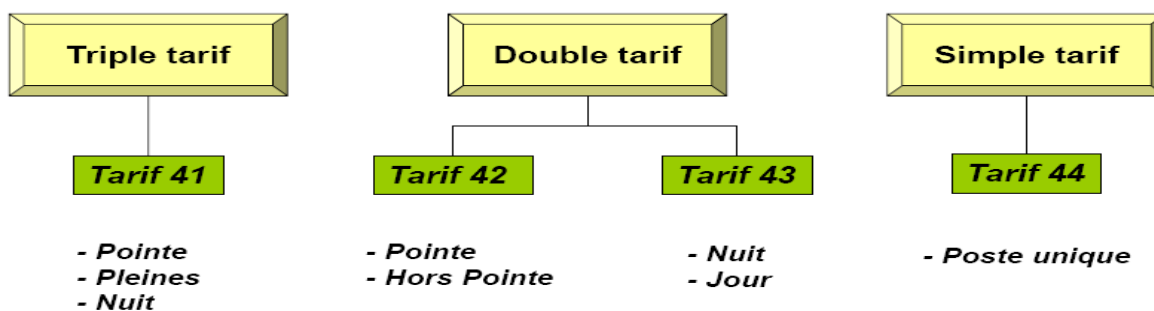 Triple tarif
Double tarif
Simple tarif
Tarif 41
Tarif 42
Tarif 43
Tarif 44
- Pointe
- Pleines
- Nuit
- Pointe
- Hors Pointe
- Nuit
- Jour
- Poste unique